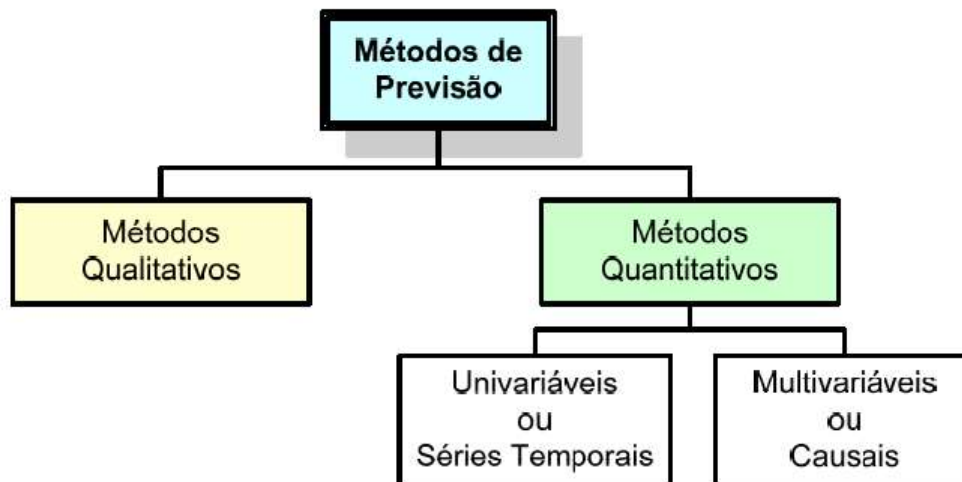 Métodos de
Previsão
Métodos
Qualitativos
Métodos
Quantitativos
Univariáveis
ou
Séries Temporais
Multivariáveis
ou
Causais